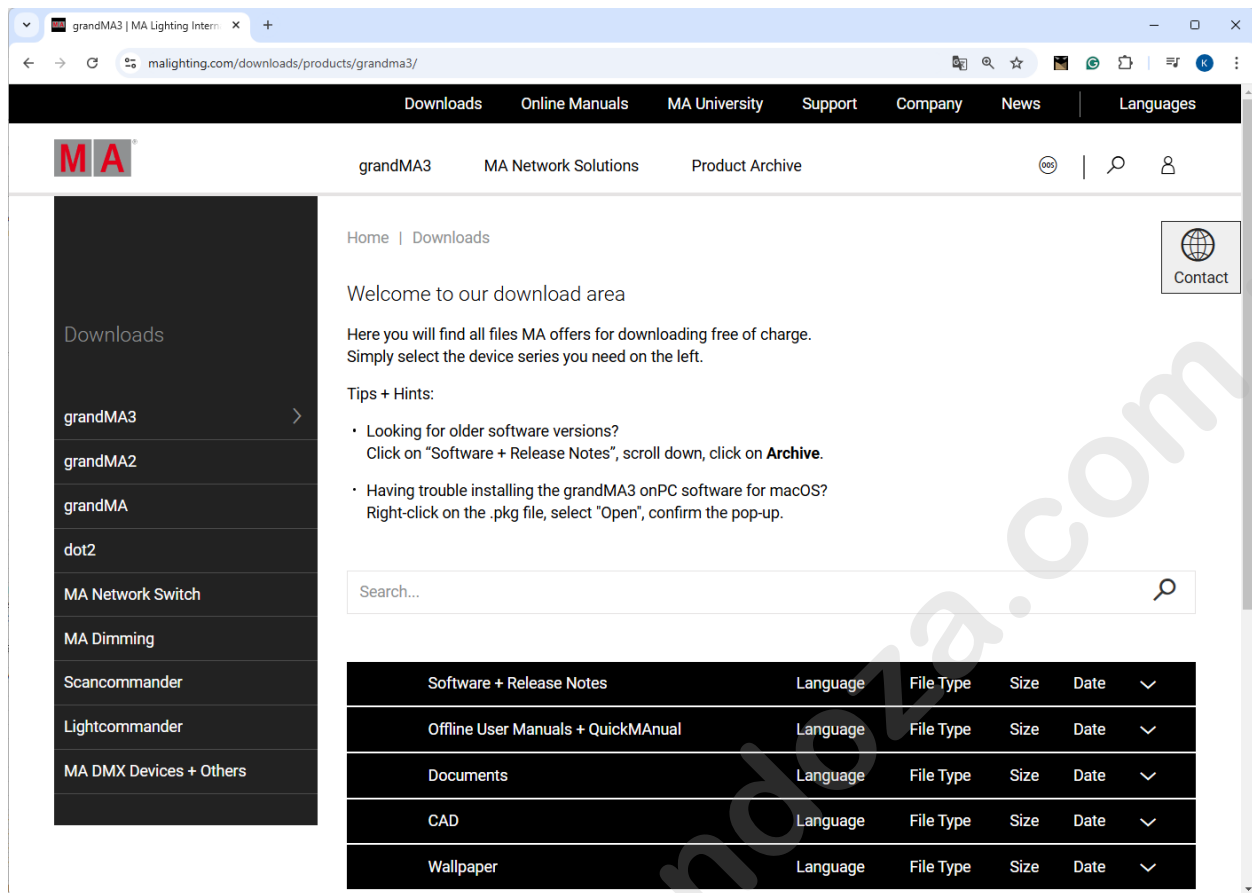 grandMA3 | MA Lighting Intern
malighting.com/downloads/products/grandma3/
K
Downloads Online Manuals MA University Support Company News Languages
MA
grandMA3 MA Network Solutions Product Archive
Home | Downloads
Contact
Welcome to our download area
Here you will find all files MA offers for downloading free of charge.
Simply select the device series you need on the left.
Tips + Hints:
· Looking for older software versions?
Click on “Software + Release Notes”, scroll down, click on Archive.
· Having trouble installing the grandMA3 onPC software for macOS?
Right-click on the .pkg file, select "Open", confirm the pop-up.
Downloads
grandMA3
grandMA2
grandMA
dot2
MA Network Switch
MA Dimming
Scancommander
Lightcommander
MA DMX Devices + Others
Search...
Software + Release Notes Language File Type Size Date
Offline User Manuals + QuickMAnual Language File Type Size Date
Documents Language File Type Size Date
CAD Language File Type Size Date
Wallpaper Language File Type Size Date
ndoza.com